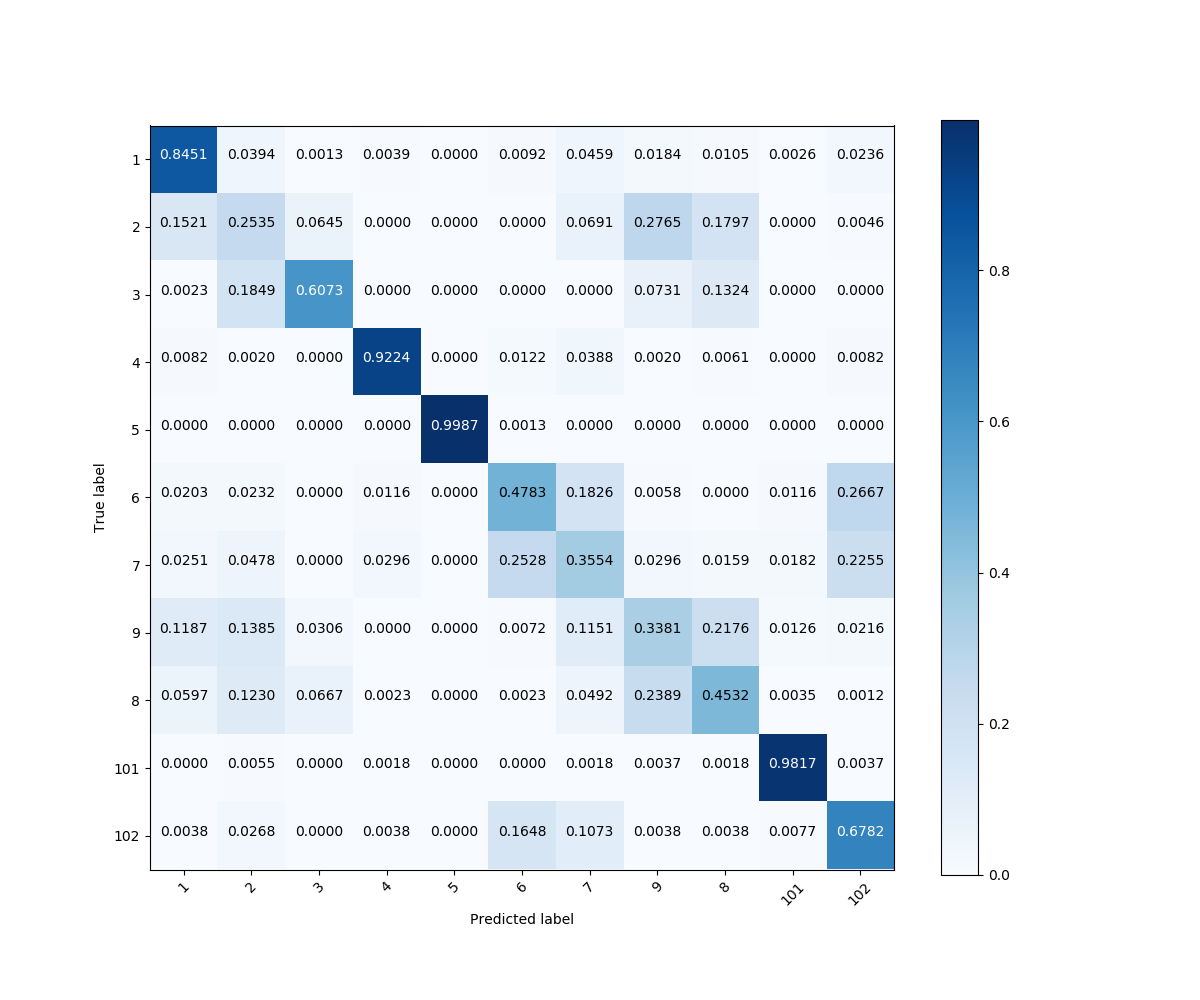 1 0.8451 0.0394 0.0013 0.0039 0.0000 0.0092 0.0459 0.0184 0.0105 0.0026 0.0236
2 0.1521 0.2535 0.0645 0.0000 0.0000 0.0000 0.0691 0.2765 0.1797 0.0000 0.0046
3 0.0023 0.1849 0.6073 0.0000 0.0000 0.0000 0.0000 0.0731 0.1324 0.0000 0.0000
4 0.0082 0.0020 0.0000 0.9224 0.0000 0.0122 0.0388 0.0020 0.0061 0.0000 0.0082
5 0.0000 0.0000 0.0000 0.0000 0.9987 0.0013 0.0000 0.0000 0.0000 0.0000 0.0000
6 0.0203 0.0232 0.0000 0.0116 0.0000 0.4783 0.1826 0.0058 0.0000 0.0116 0.2667
7 0.0251 0.0478 0.0000 0.0296 0.0000 0.2528 0.3554 0.0296 0.0159 0.0182 0.2255
9 0.1187 0.1385 0.0306 0.0000 0.0000 0.0072 0.1151 0.3381 0.2176 0.0126 0.0216
8 0.0597 0.1230 0.0667 0.0023 0.0000 0.0023 0.0492 0.2389 0.4532 0.0035 0.0012
101 0.0000 0.0055 0.0000 0.0018 0.0000 0.0000 0.0018 0.0037 0.0018 0.9817 0.0037
102 0.0038 0.0268 0.0000 0.0038 0.0000 0.1648 0.1073 0.0038 0.0038 0.0077 0.6782
1 2 3 4 5 6 7 9 8 101 102
Predicted label
True label
0.8
0.6
0.4
0.2
0.0